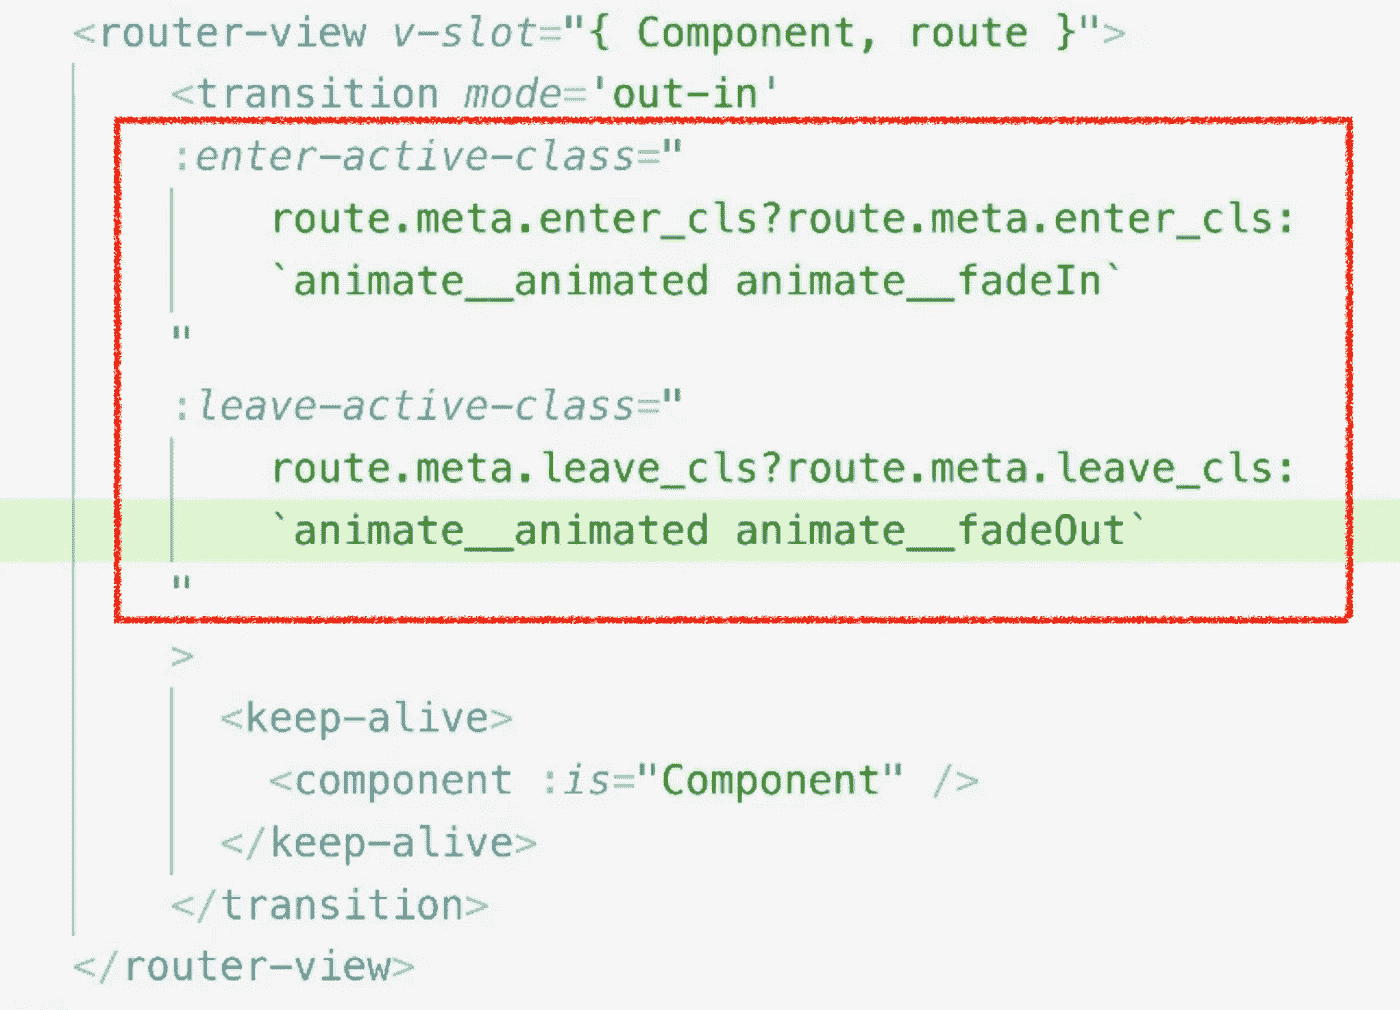 <router-view v-slot="{ Component, route }">
<transition mode='out-in'
:enter-active-class="
route.meta.enter_cls?route.meta.enter_cls:
`animate__animated animate__fadeIn`
"
:leave-active-class="
route.meta.leave_cls?route.meta.leave_cls:
`animate__animated animate__fadeOut`
"
>
<keep-alive>
<component :is="Component" />
</keep-alive>
</transition>
</router-view>